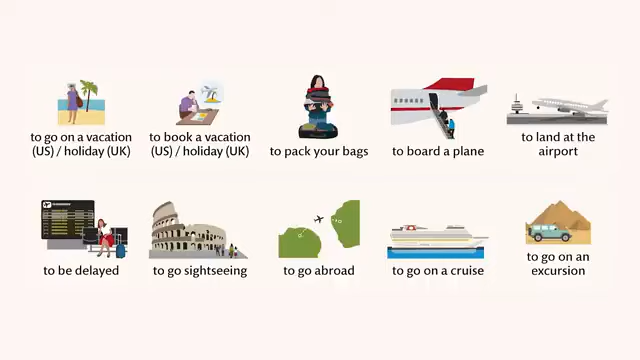 to go on a vacation
(US) / holiday (UK)
to book a vacation
(US) / holiday (UK)
to pack your bags
to board a plane
to land at the
airport
to be delayed
to go sightseeing
to go abroad
to go on a cruise
to go on an
excursion